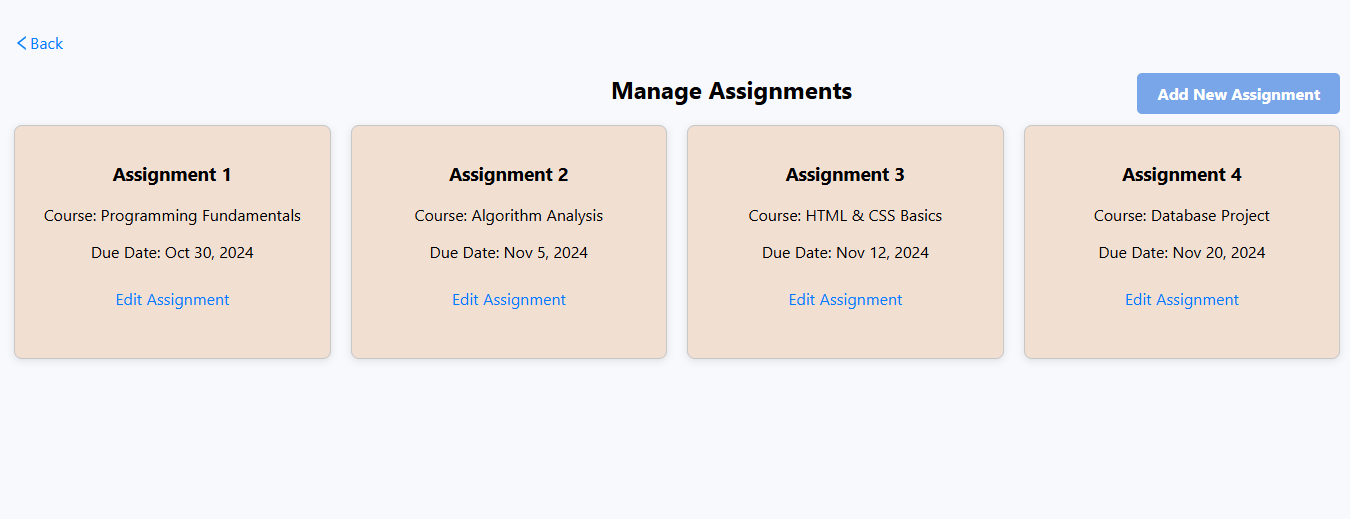 Back
Manage Assignments
Add New Assignment
Assignment 1
Course: Programming Fundamentals
Due Date: Oct 30, 2024
Edit Assignment
Assignment 2
Course: Algorithm Analysis
Due Date: Nov 5, 2024
Edit Assignment
Assignment 3
Course: HTML & CSS Basics
Due Date: Nov 12, 2024
Edit Assignment
Assignment 4
Course: Database Project
Due Date: Nov 20, 2024
Edit Assignment